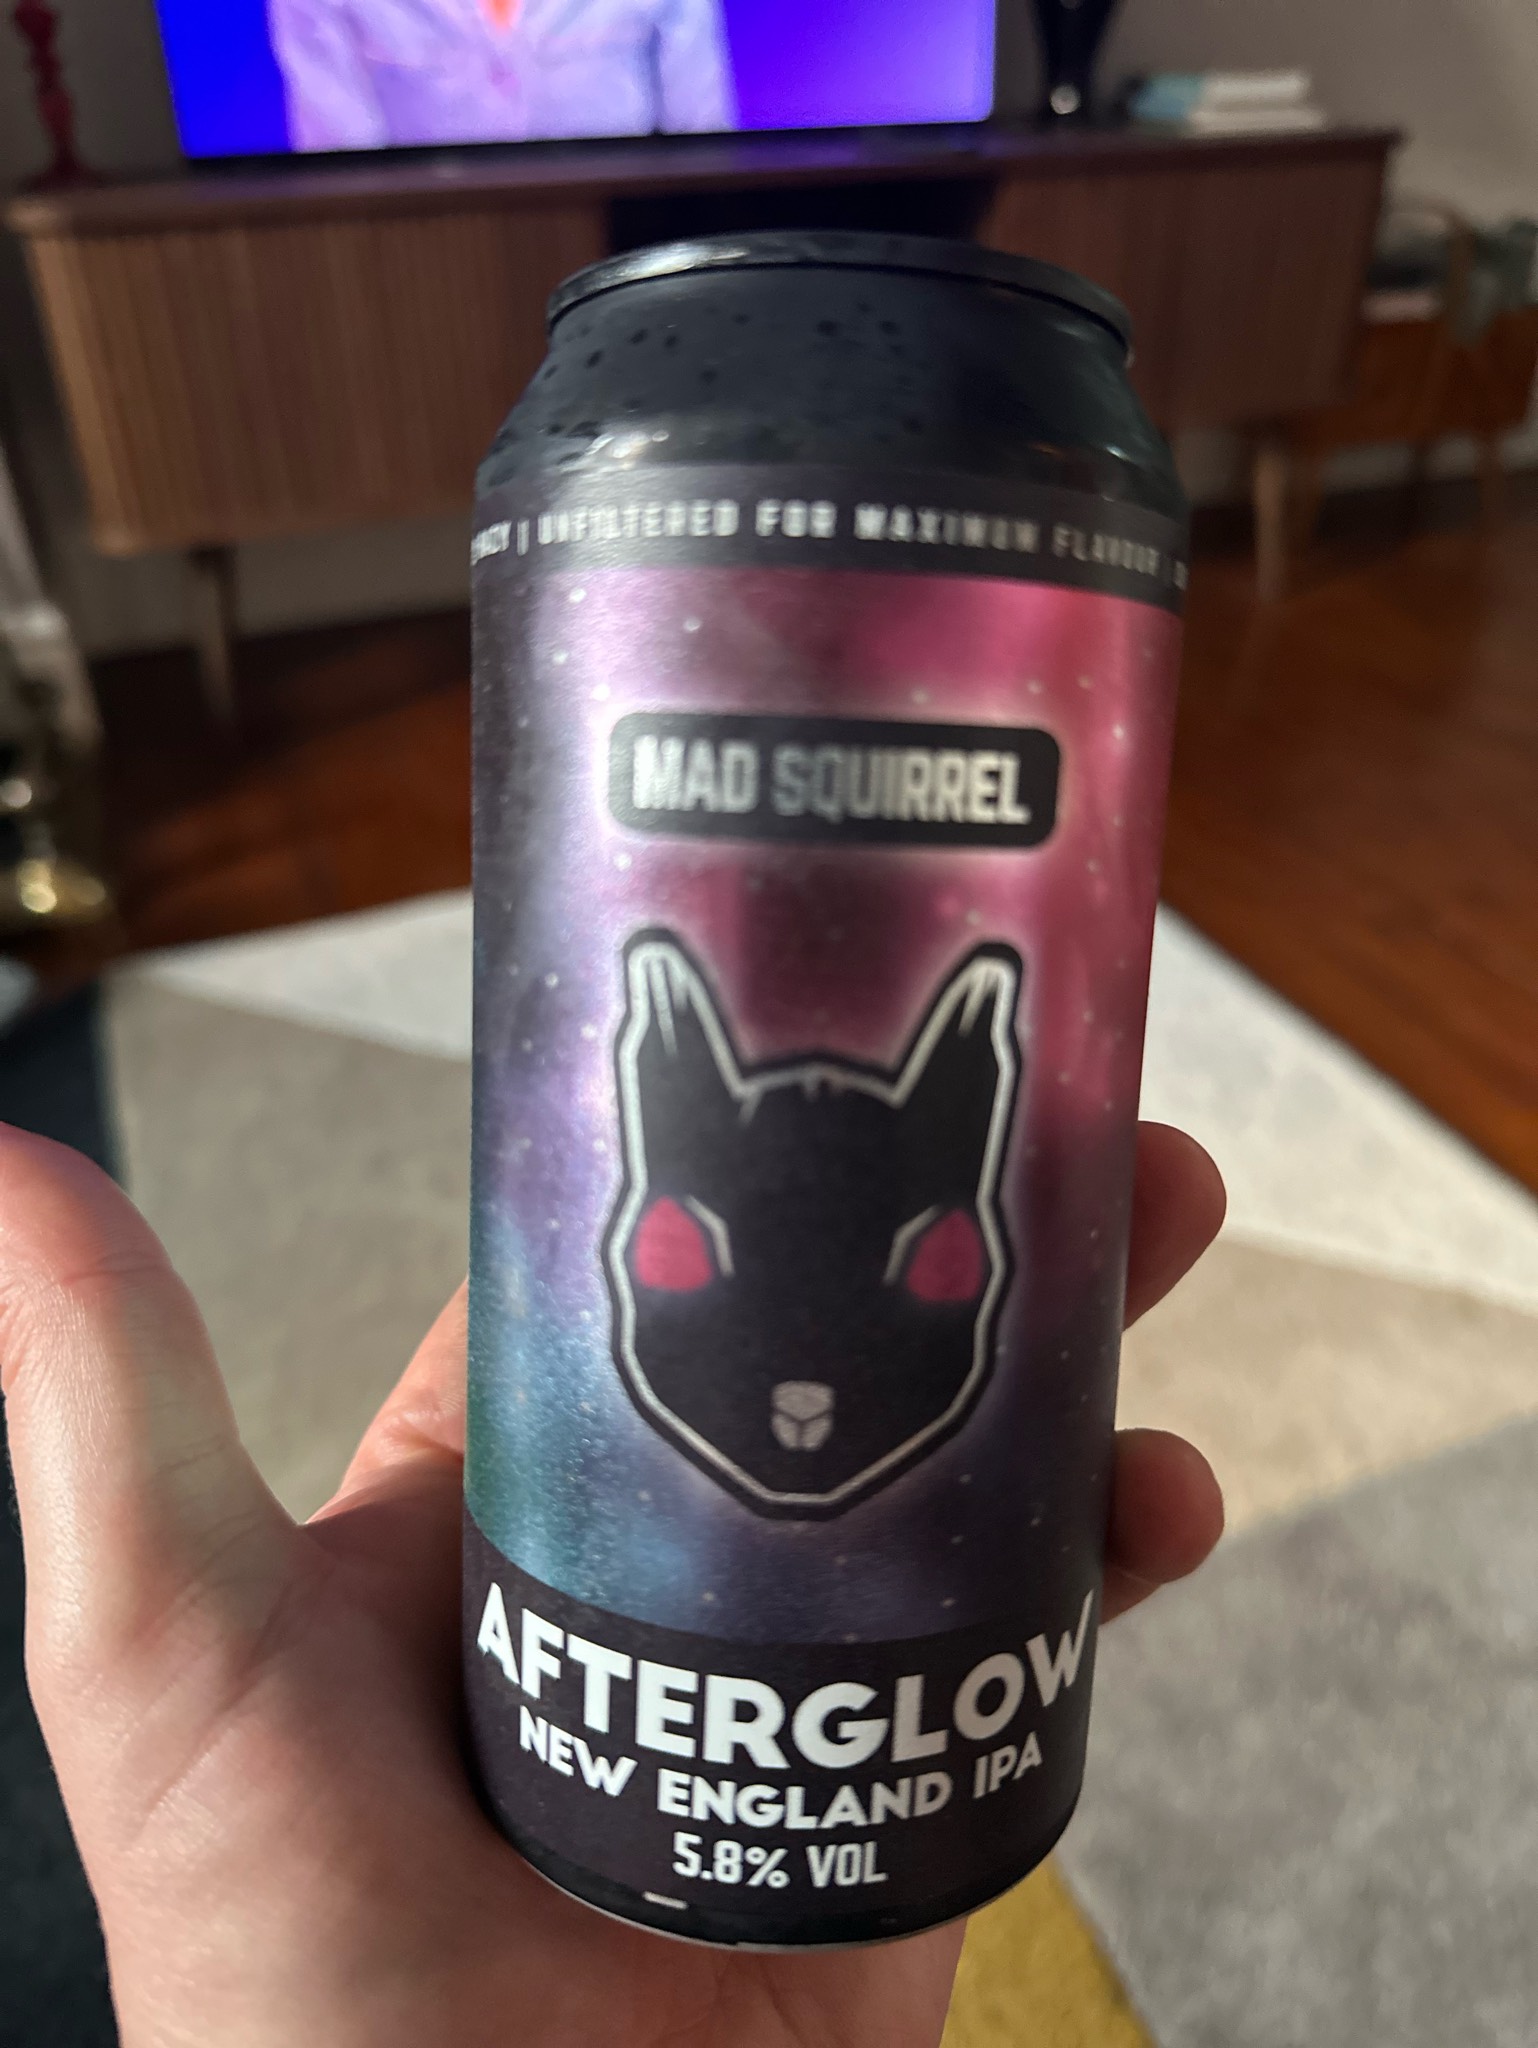 UNFILTERED FOR MAXIMUM FLAVOUR |
MAD SQUIRREL
AFTERGLOW
NEW ENGLAND IPA
5.8% VOL